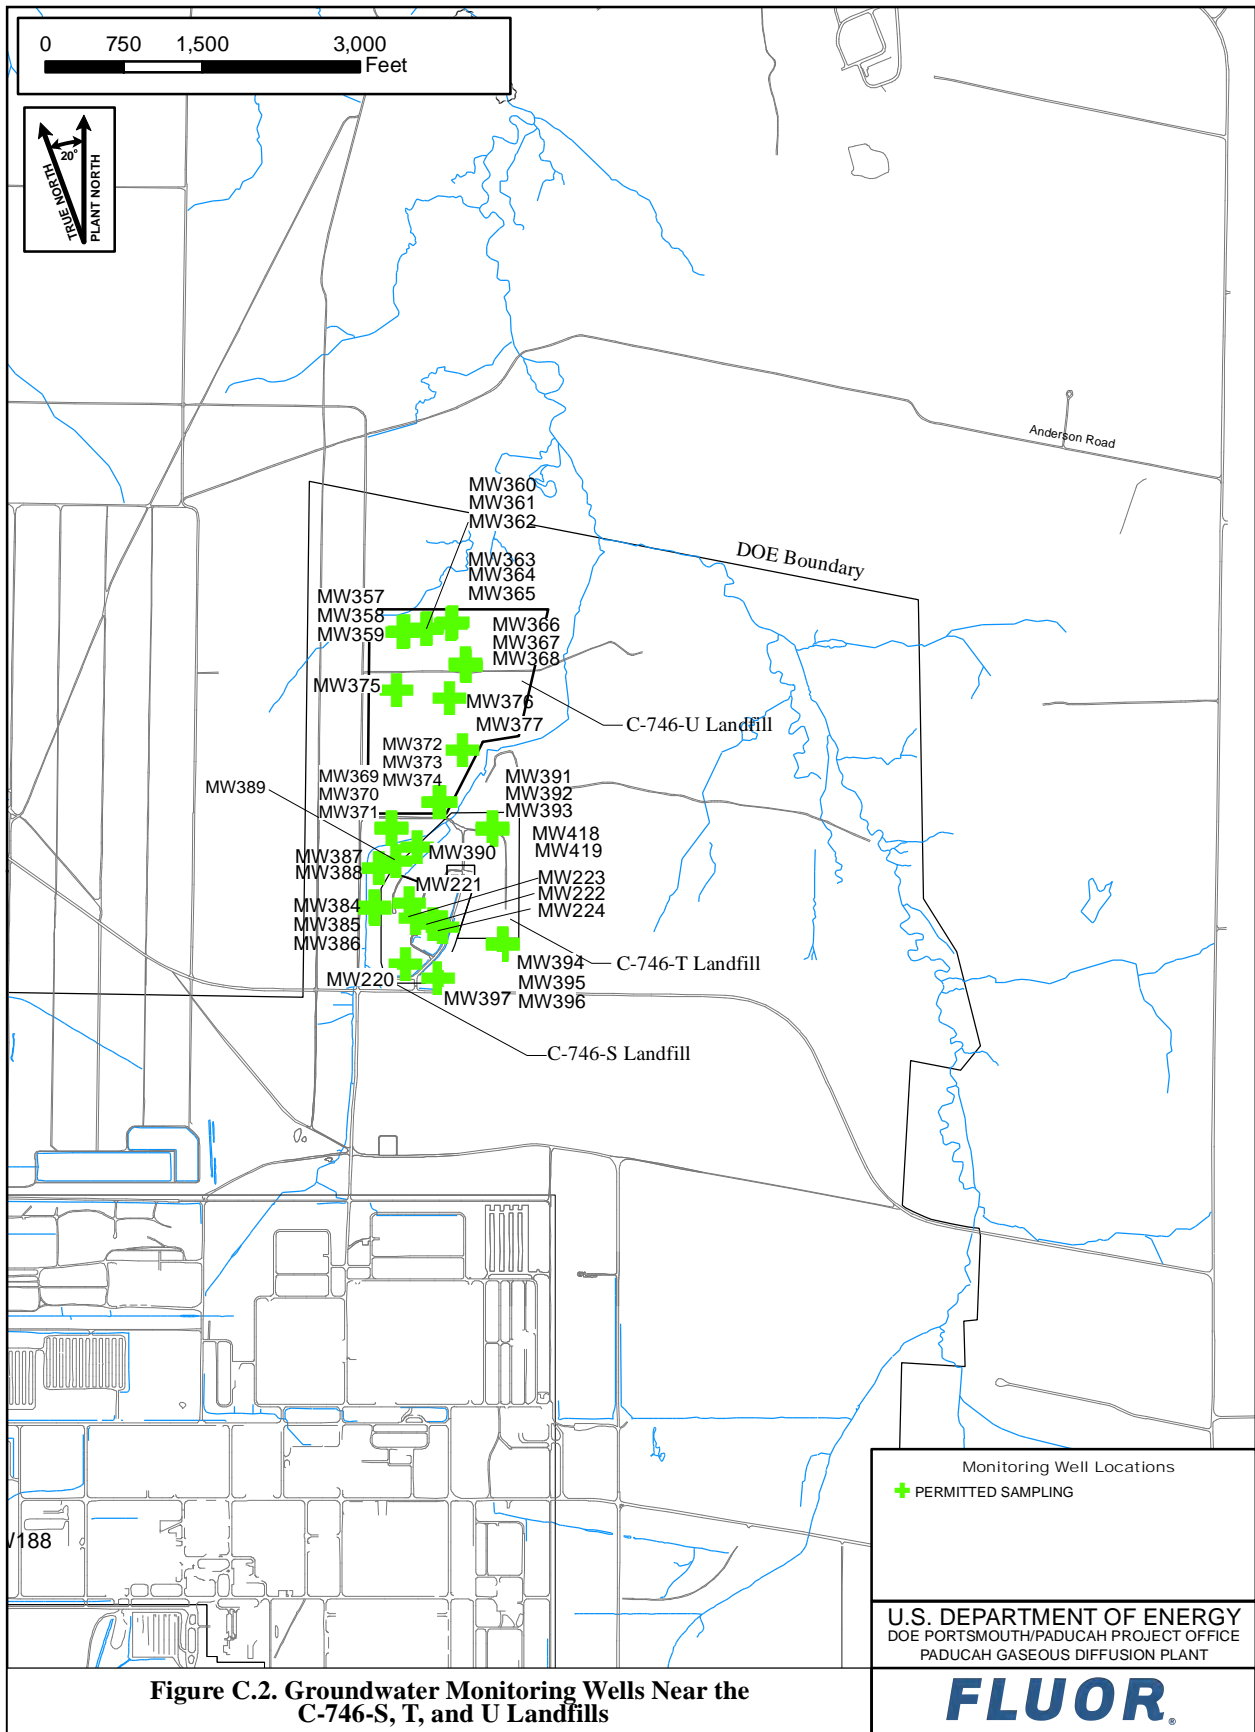 0 750 1,500 3,000
Feet
20°
TRUE NORTH
PLANT NORTH
Anderson Road
MW360
MW361
MW362
DOE Boundary
MW363
MW364
MW365
MW357
MW358
MW359
MW366
MW367
MW368
MW375
MW376
MW377
C-746-U Landfill
MW372
MW373
MW374
MW369
MW370
MW371
MW389
MW391
MW392
MW393
MW418
MW419
MW390
MW387
MW388
MW221
MW223
MW222
MW224
MW384
MW385
MW386
MW394
MW395
MW396
C-746-T Landfill
MW220
MW397
C-746-S Landfill
188
Monitoring Well Locations
PERMITTED SAMPLING
U.S. DEPARTMENT OF ENERGY
DOE PORTSMOUTH/PADUCAH PROJECT OFFICE
PADUCAH GASEOUS DIFFUSION PLANT
FLUOR®
Figure C.2. Groundwater Monitoring Wells Near the
C-746-S, T, and U Landfills